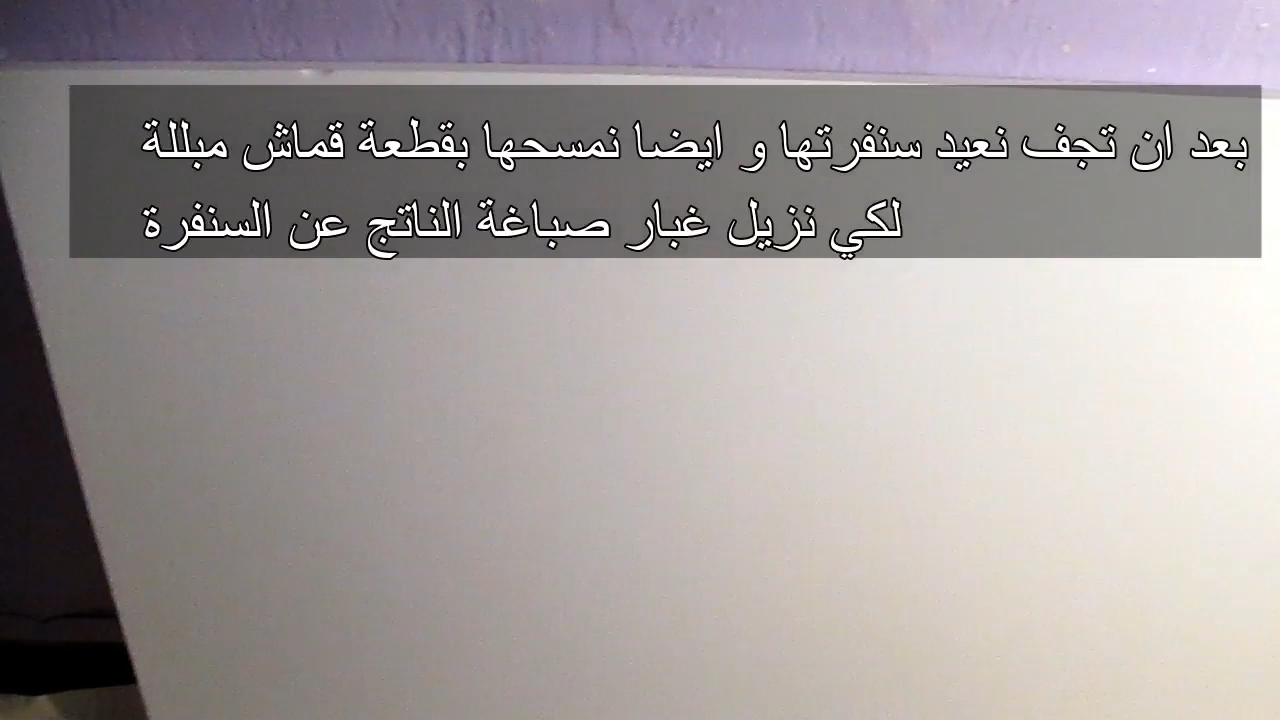 بعد ان تجف نعيد سنفرتها و ايضا نمسحها بقطعة قماش مبللة
لكي نزيل غبار صباغة الناتج عن السنفرة